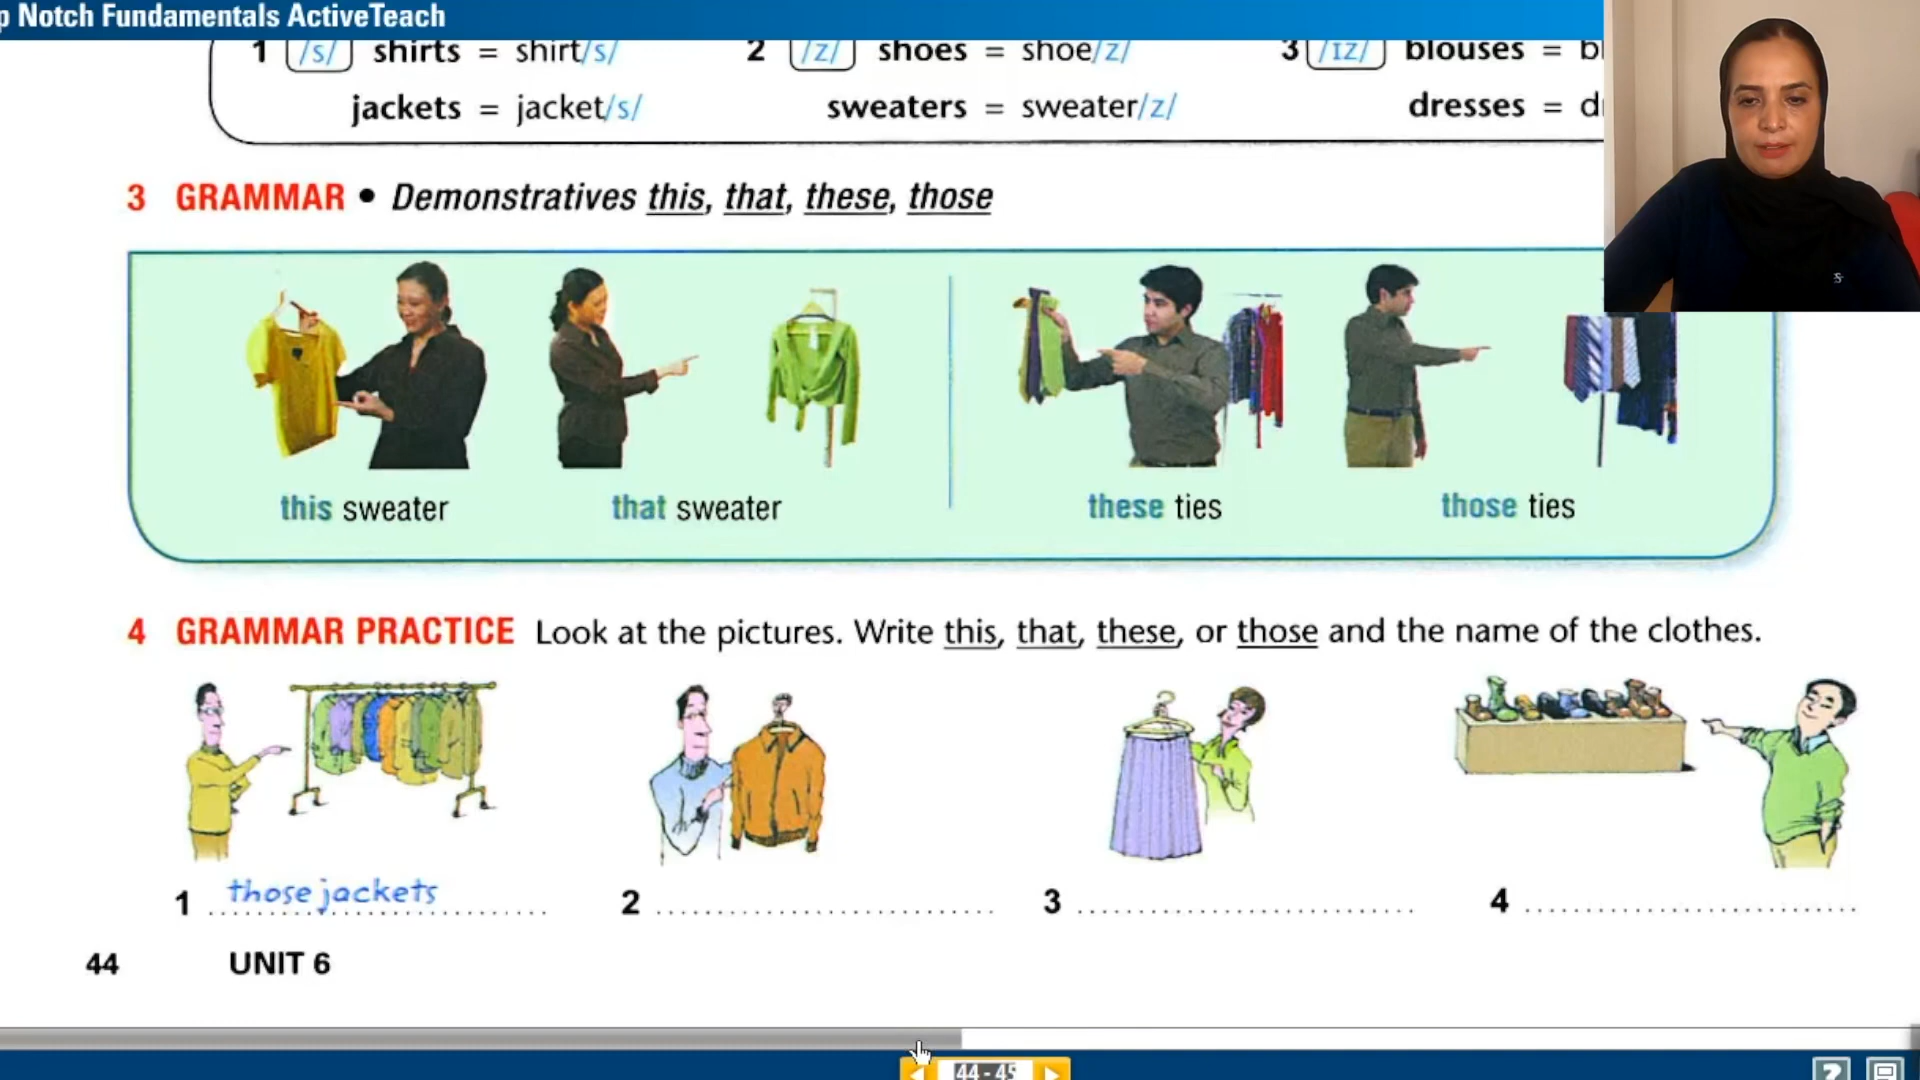 p Notch Fundamentals ActiveTeach
1 /s/ shirts = shirt/s/ 2 /z/ shoes = shoe/z/ 3 /ɪz/ blouses = bl
jackets = jacket/s/ sweaters = sweater/z/ dresses = d
3 GRAMMAR • Demonstratives this, that, these, those
this sweater that sweater these ties those ties
4 GRAMMAR PRACTICE Look at the pictures. Write this, that, these, or those and the name of the clothes.
1 those jackets 2 3 4
44 UNIT 6
44 - 45
?